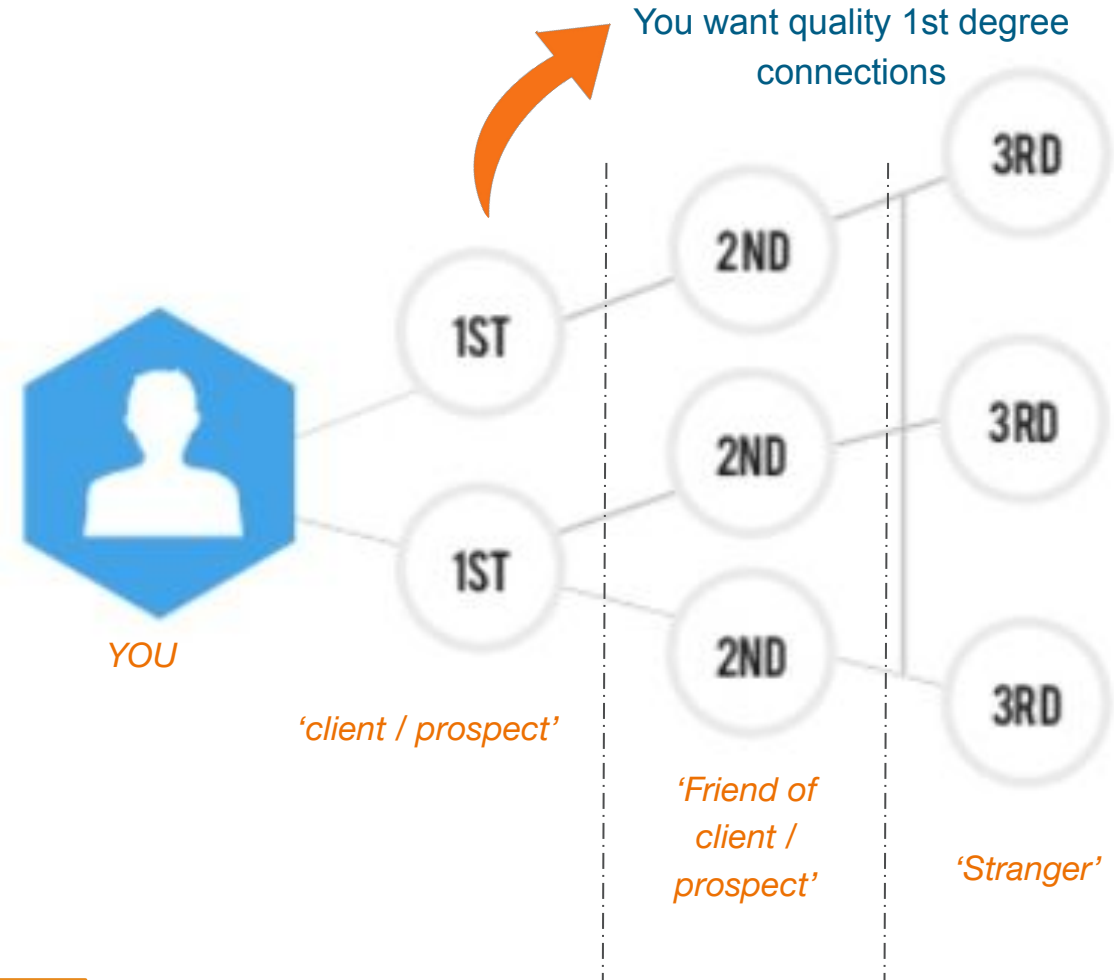 You want quality 1st degree
connections
3RD
2ND
1ST
3RD
2ND
1ST
2ND
3RD
YOU
‘client / prospect’
‘Friend of
client /
prospect’
‘Stranger’